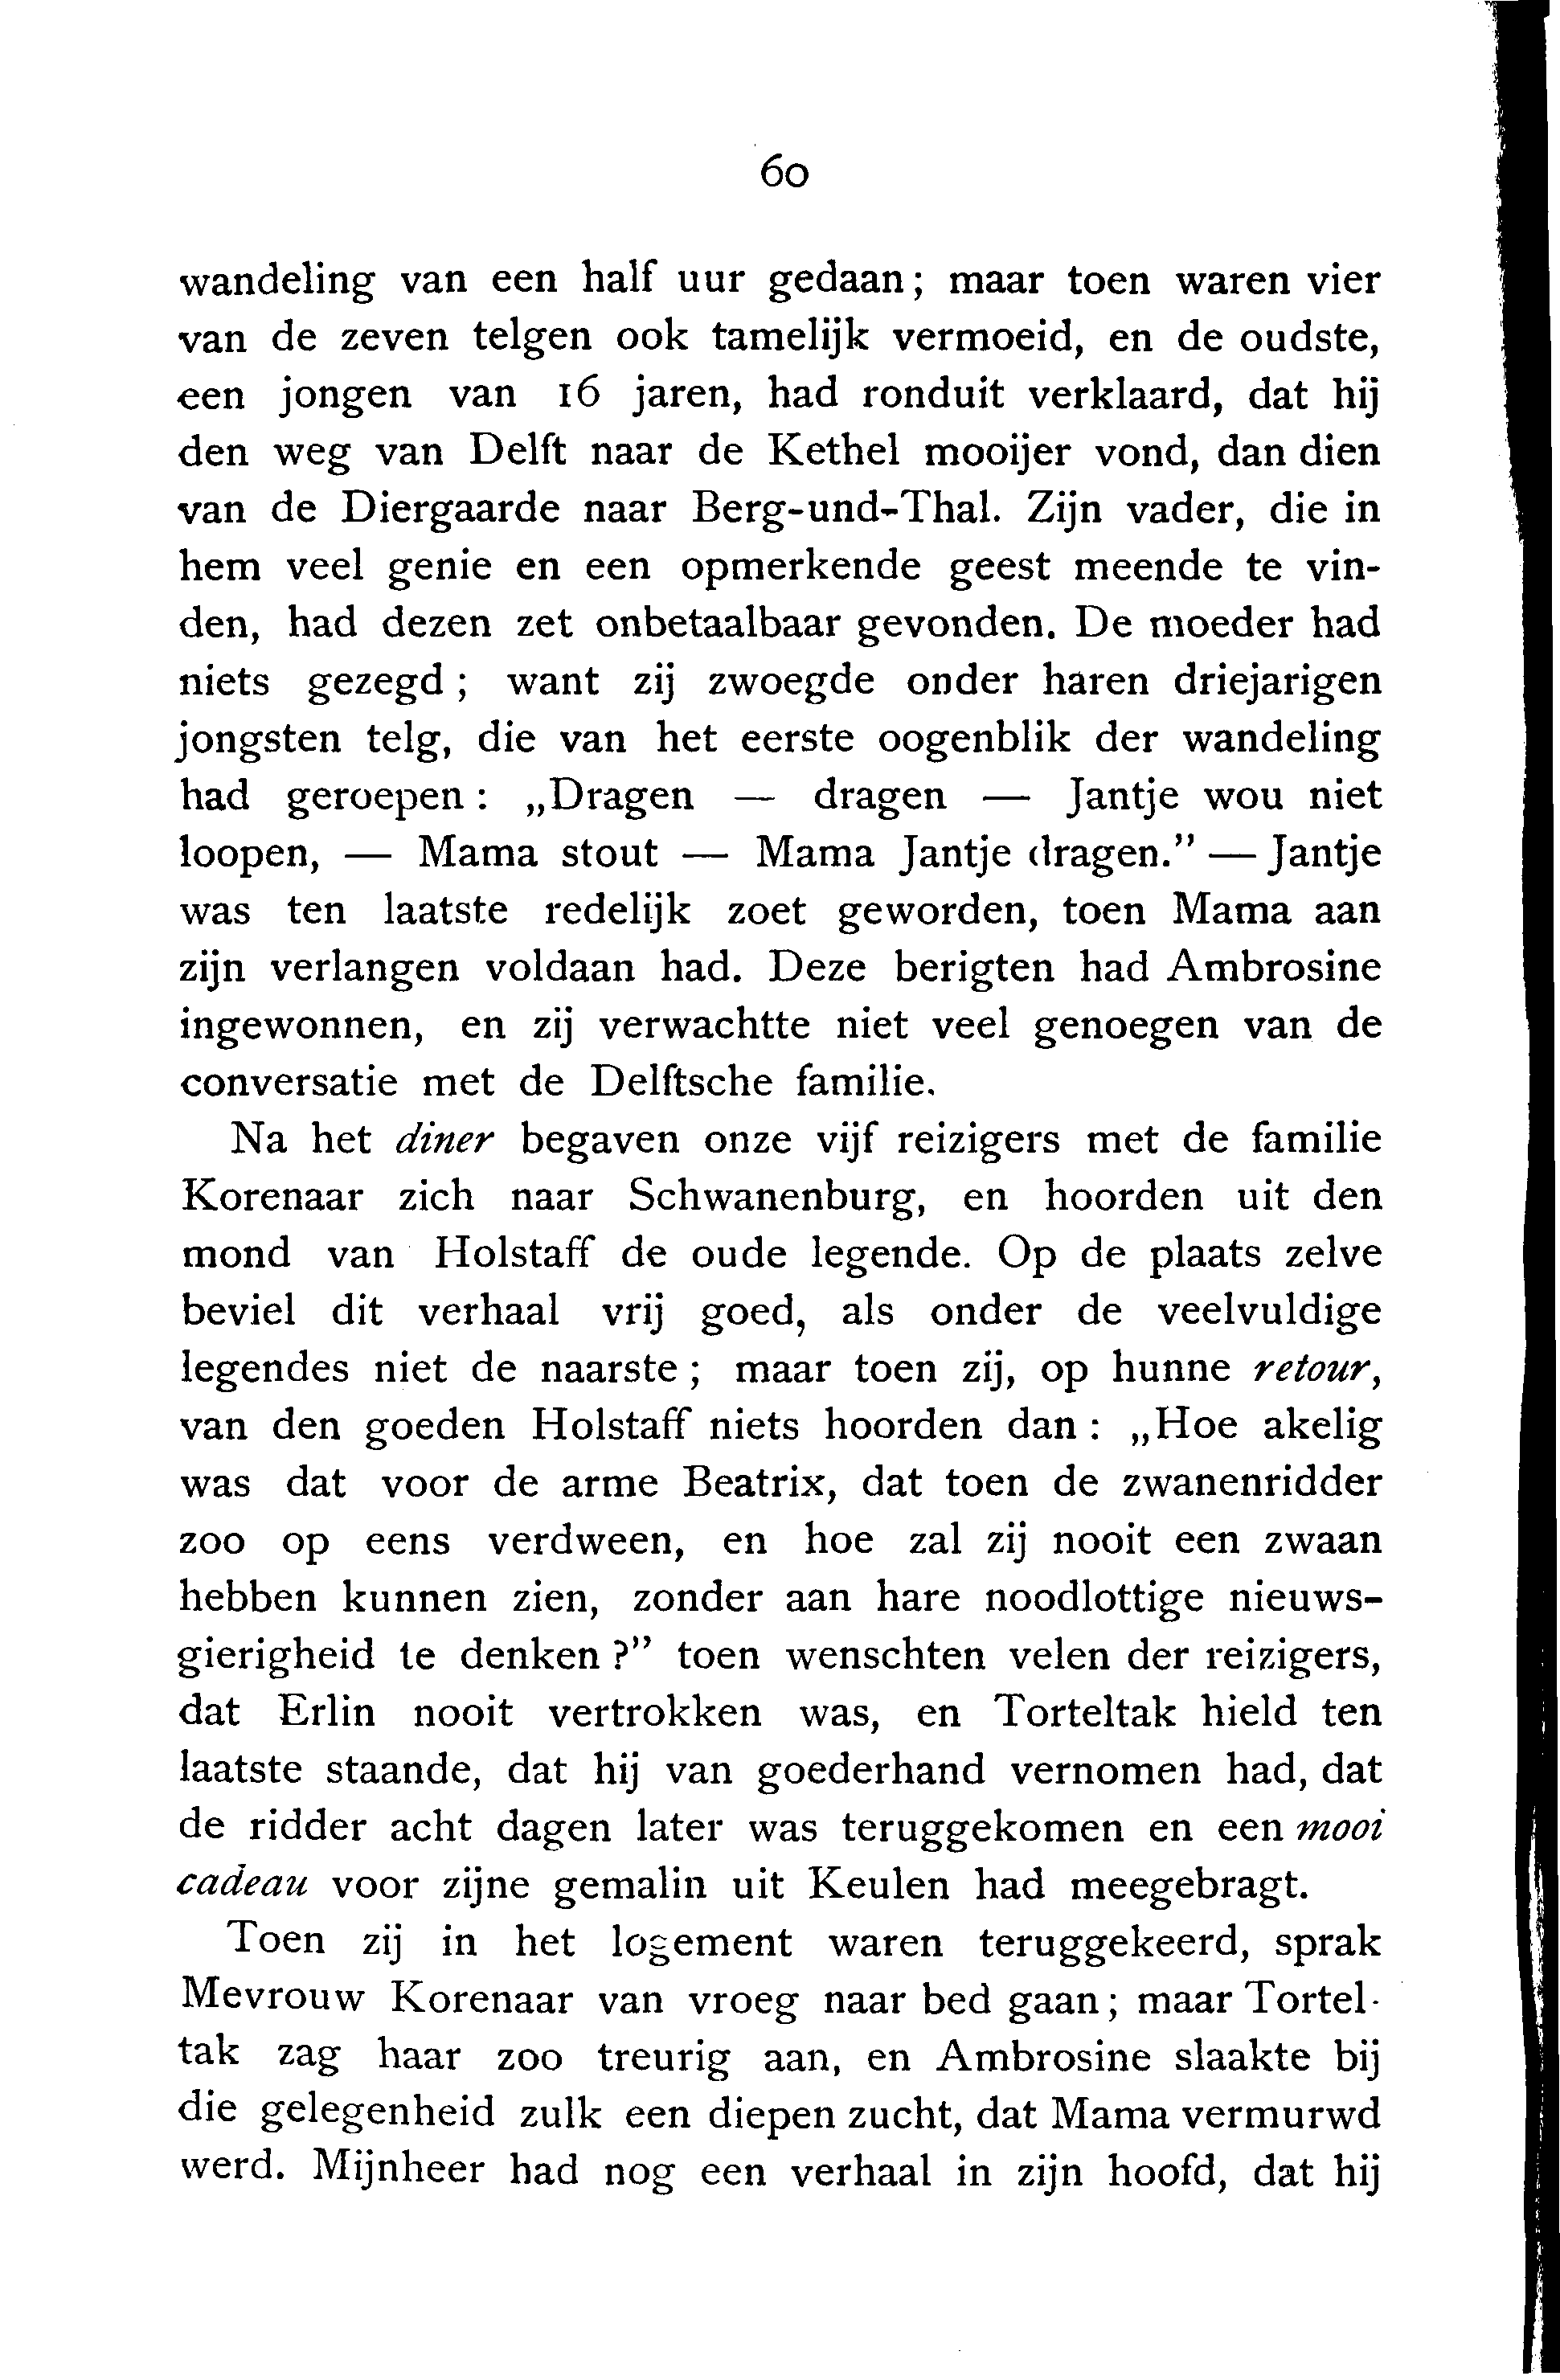 60
wandeling van een half uur gedaan; maar toen waren vier
van de zeven telgen ook tamelijk vermoeid, en de oudste,
een jongen van 16 jaren, had ronduit verklaard, dat hij
den weg van Delft naar de Kethel mooijer vond, dan dien
van de Diergaarde naar Berg-und-Thal. Zijn vader, die in
hem veel genie en een opmerkende geest meende te vin-
den, had dezen zet onbetaalbaar gevonden. De moeder had
niets gezegd; want zij zwoegde onder haren driejarigen
jongsten telg, die van het eerste oogenblik der wandeling
had geroepen: „Dragen — dragen — Jantje wou niet
loopen, — Mama stout — Mama Jantje dragen.” — Jantje
was ten laatste redelijk zoet geworden, toen Mama aan
zijn verlangen voldaan had. Deze berigten had Ambrosine
ingewonnen, en zij verwachtte niet veel genoegen van de
conversatie met de Delftsche familie.
Na het diner begaven onze vijf reizigers met de familie
Korenaar zich naar Schwanenburg, en hoorden uit den
mond van Holstaff de oude legende. Op de plaats zelve
beviel dit verhaal vrij goed, als onder de veelvuldige
legendes niet de naarste; maar toen zij, op hunne retour,
van den goeden Holstaff niets hoorden dan: „Hoe akelig
was dat voor de arme Beatrix, dat toen de zwanenridder
zoo op eens verdween, en hoe zal zij nooit een zwaan
hebben kunnen zien, zonder aan hare noodlottige nieuws-
gierigheid te denken?” toen wenschten velen der reizigers,
dat Erlin nooit vertrokken was, en Torteltak hield ten
laatste staande, dat hij van goederhand vernomen had, dat
de ridder acht dagen later was teruggekomen en een mooi
cadeau voor zijne gemalin uit Keulen had meegebragt.
Toen zij in het logement waren teruggekeerd, sprak
Mevrouw Korenaar van vroeg naar bed gaan; maar Tortel-
tak zag haar zoo treurig aan, en Ambrosine slaakte bij
die gelegenheid zulk een diepen zucht, dat Mama vermurwd
werd. Mijnheer had nog een verhaal in zijn hoofd, dat hij